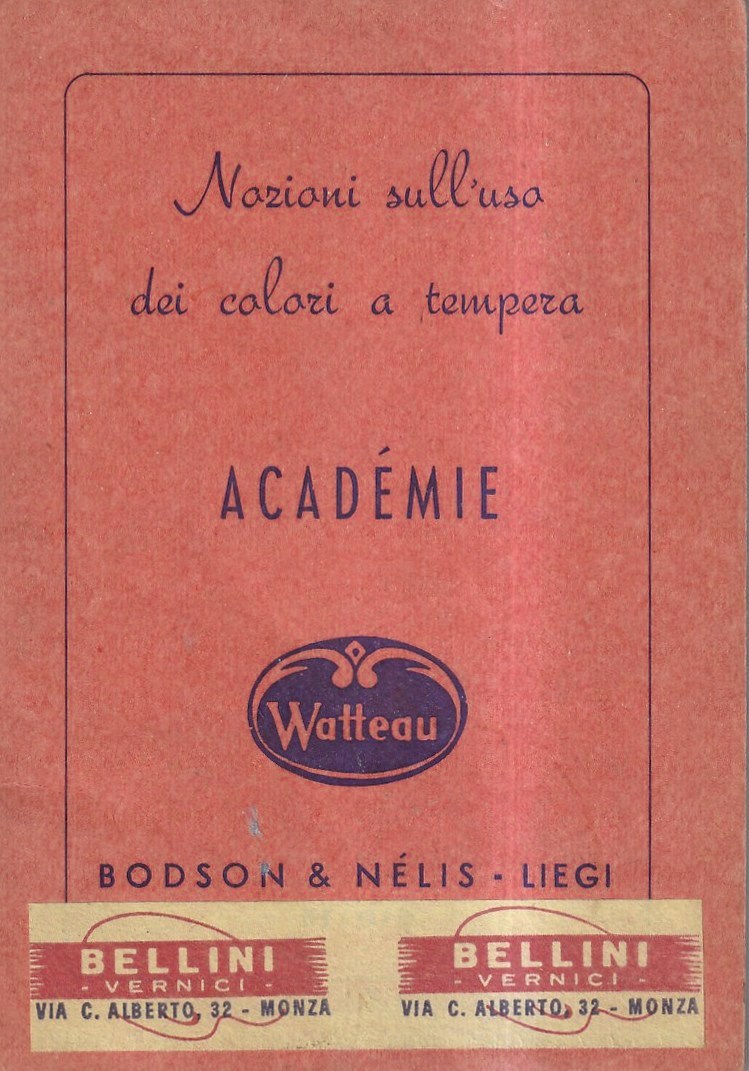 Nozioni sull'uso
dei colori a tempera
ACADÉMIE
Watteau
BODSON & NÉLIS - LIEGI
BELLINI
- VERNICI -
VIA C. ALBERTO, 32 - MONZA
BELLINI
- VERNICI -
VIA C. ALBERTO, 32 - MONZA